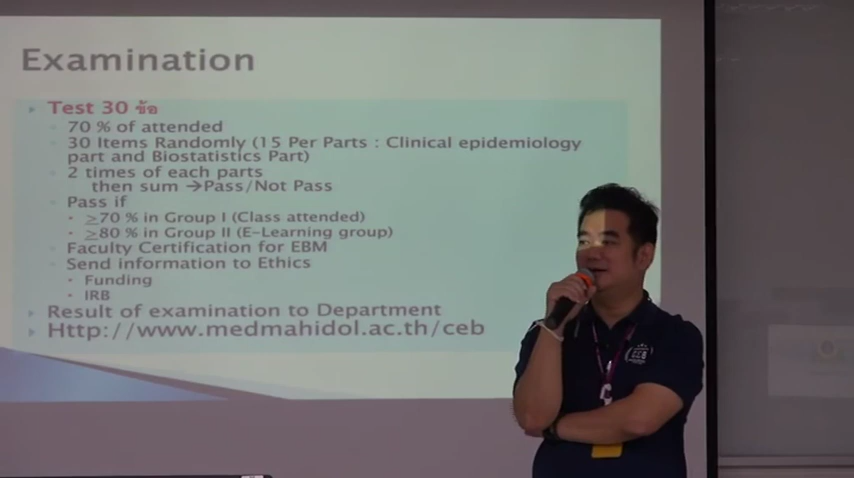 Examination
Test 30 ข้อ
70 % of attended
30 Items Randomly (15 Per Parts : Clinical epidemiology
part and Biostatistics Part)
2 times of each parts
then sum →Pass/Not Pass
Pass if
≥70 % in Group I (Class attended)
≥80 % in Group II (E-Learning group)
Faculty Certification for EBM
Send information to Ethics
Funding
IRB
Result of examination to Department
Http://www.medmahidol.ac.th/ceb